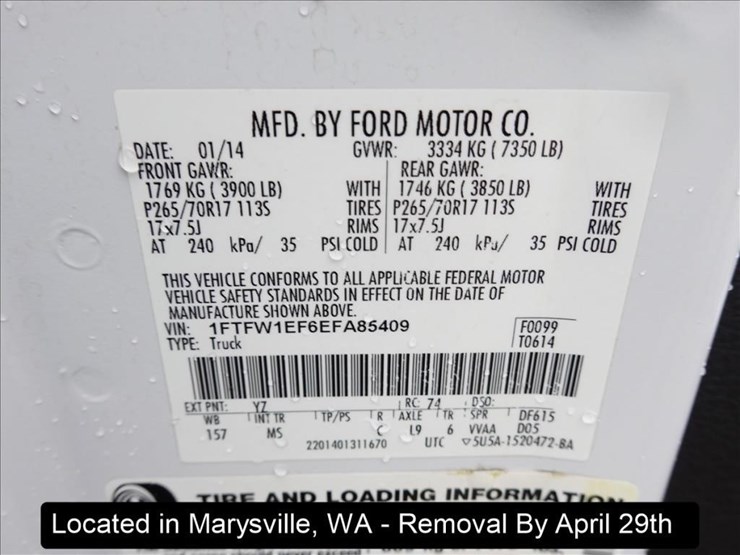 MFD. BY FORD MOTOR CO.
DATE: 01/14 GVWR: 3334 KG ( 7350 LB)
FRONT GAWR: REAR GAWR:
1769 KG ( 3900 LB) WITH 1746 KG ( 3850 LB) WITH
P265/70R17 113S TIRES P265/70R17 113S TIRES
17x7.5J RIMS 17x7.5J RIMS
AT 240 kPa/ 35 PSI COLD AT 240 kPa/ 35 PSI COLD
THIS VEHICLE CONFORMS TO ALL APPLICABLE FEDERAL MOTOR
VEHICLE SAFETY STANDARDS IN EFFECT ON THE DATE OF
MANUFACTURE SHOWN ABOVE.
VIN: 1FTFW1EF6EFA85409 F0099
TYPE: Truck T0614
EXT PNT: YZ RC: 74 DSO:
WB INT TR TP/PS R AXLE TR SPR DF615
157 MS C L9 6 VVAA D05
2201401311670 UTC ▽5U5A-1520472-BA
TIRE AND LOADING INFORMATION
Located in Marysville, WA - Removal By April 29th